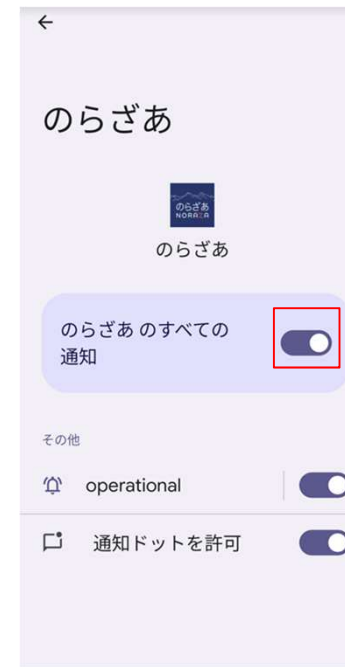 のらざあ
のらざあ
NORAZA
のらざあ
のらざあ のすべての
通知
その他
operational
通知ドットを許可